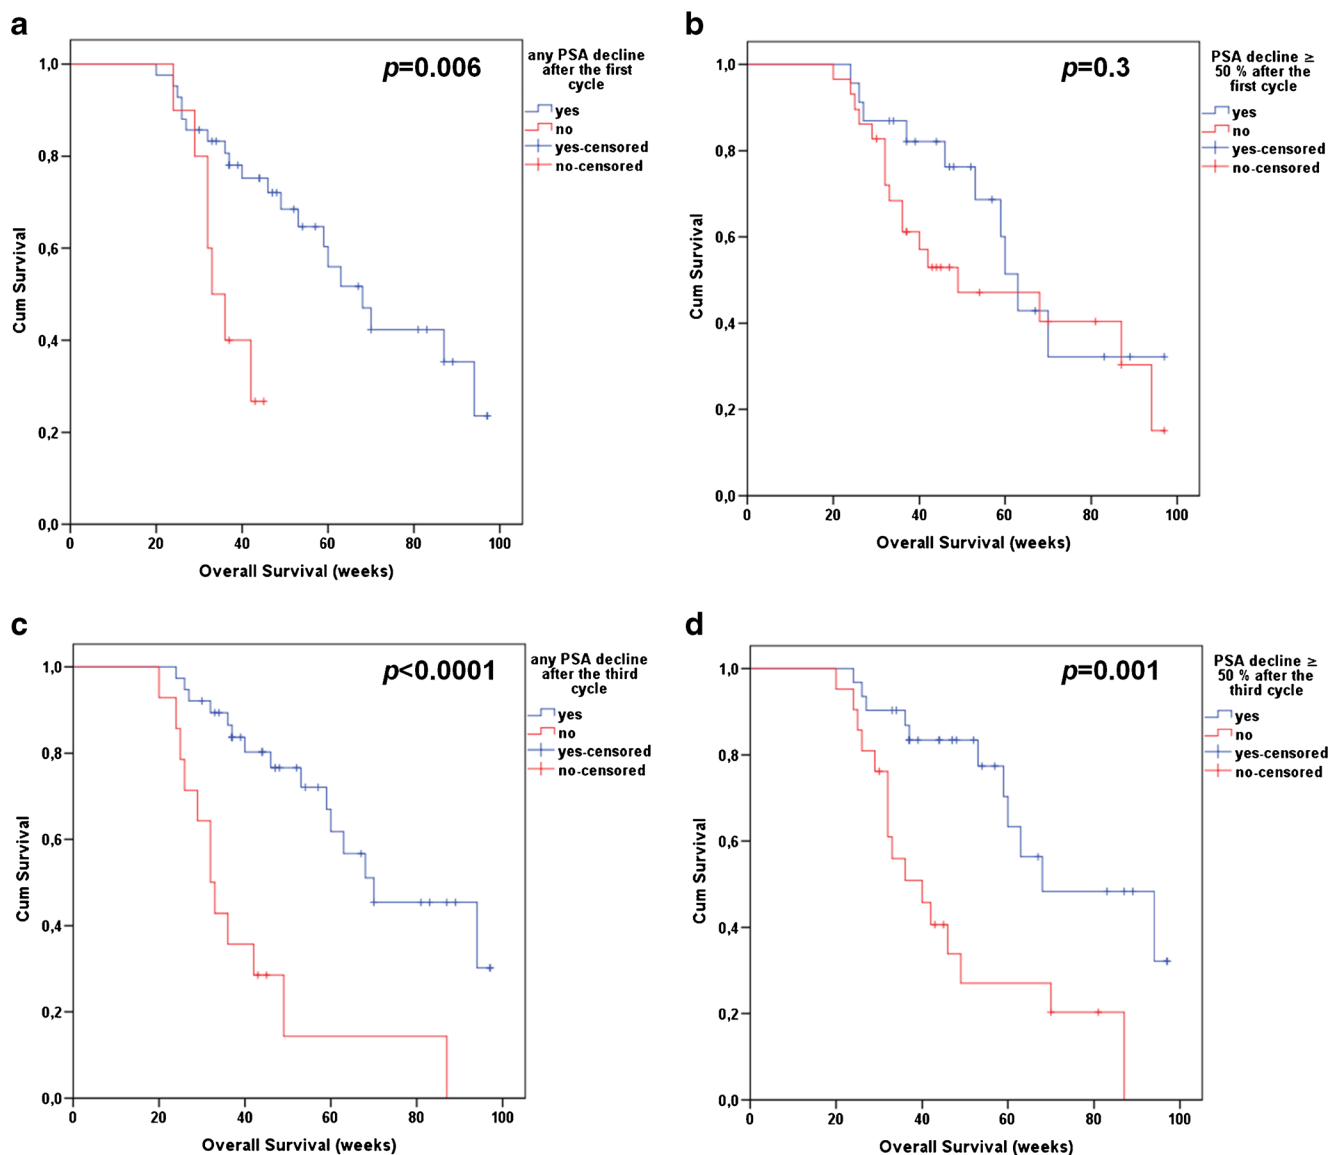 a
p=0.006
any PSA decline
after the first
cycle
yes
no
yes-censored
no-censored
1,0
0,8
0,6
0,4
0,2
0,0
Cum Survival
0 20 40 60 80 100
Overall Survival (weeks)
b
p=0.3
PSA decline ≥
50 % after the
first cycle
yes
no
yes-censored
no-censored
1,0
0,8
0,6
0,4
0,2
0,0
Cum Survival
0 20 40 60 80 100
Overall Survival (weeks)
c
p<0.0001
any PSA decline
after the third
cycle
yes
no
yes-censored
no-censored
1,0
0,8
0,6
0,4
0,2
0,0
Cum Survival
0 20 40 60 80 100
Overall Survival (weeks)
d
p=0.001
PSA decline ≥
50 % after the
third cycle
yes
no
yes-censored
no-censored
1,0
0,8
0,6
0,4
0,2
0,0
Cum Survival
0 20 40 60 80 100
Overall Survival (weeks)